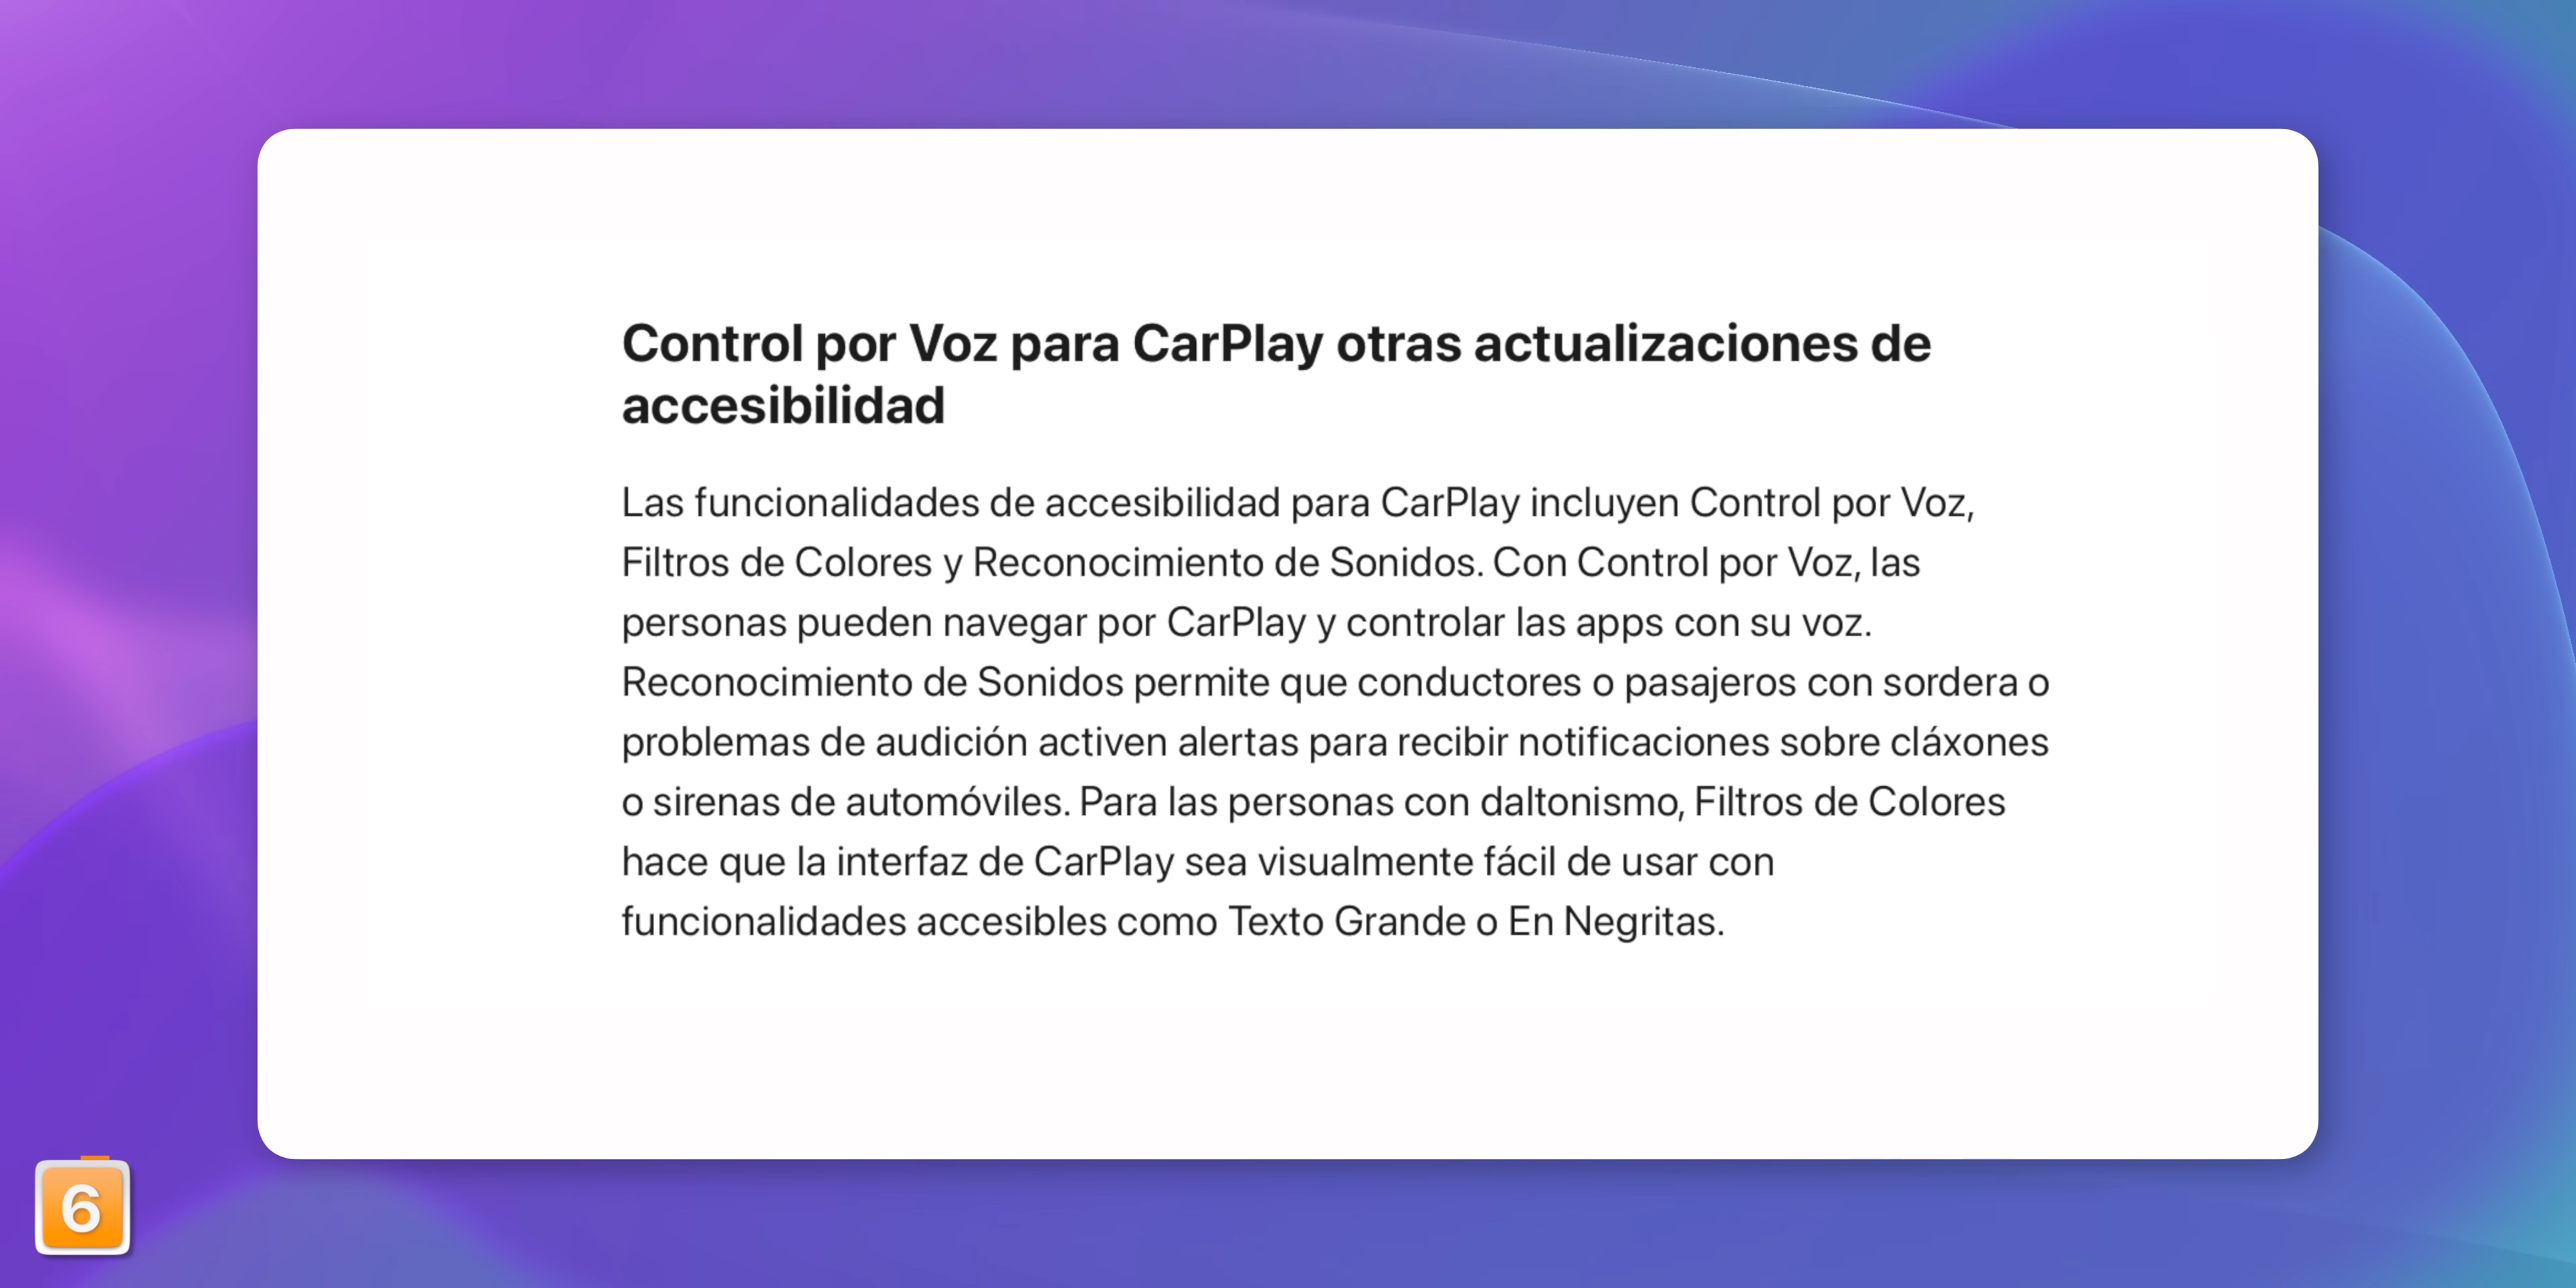 Control por Voz para CarPlay otras actualizaciones de
accesibilidad
Las funcionalidades de accesibilidad para CarPlay incluyen Control por Voz,
Filtros de Colores y Reconocimiento de Sonidos. Con Control por Voz, las
personas pueden navegar por CarPlay y controlar las apps con su voz.
Reconocimiento de Sonidos permite que conductores o pasajeros con sordera o
problemas de audición activen alertas para recibir notificaciones sobre cláxones
o sirenas de automóviles. Para las personas con daltonismo, Filtros de Colores
hace que la interfaz de CarPlay sea visualmente fácil de usar con
funcionalidades accesibles como Texto Grande o En Negritas.
6